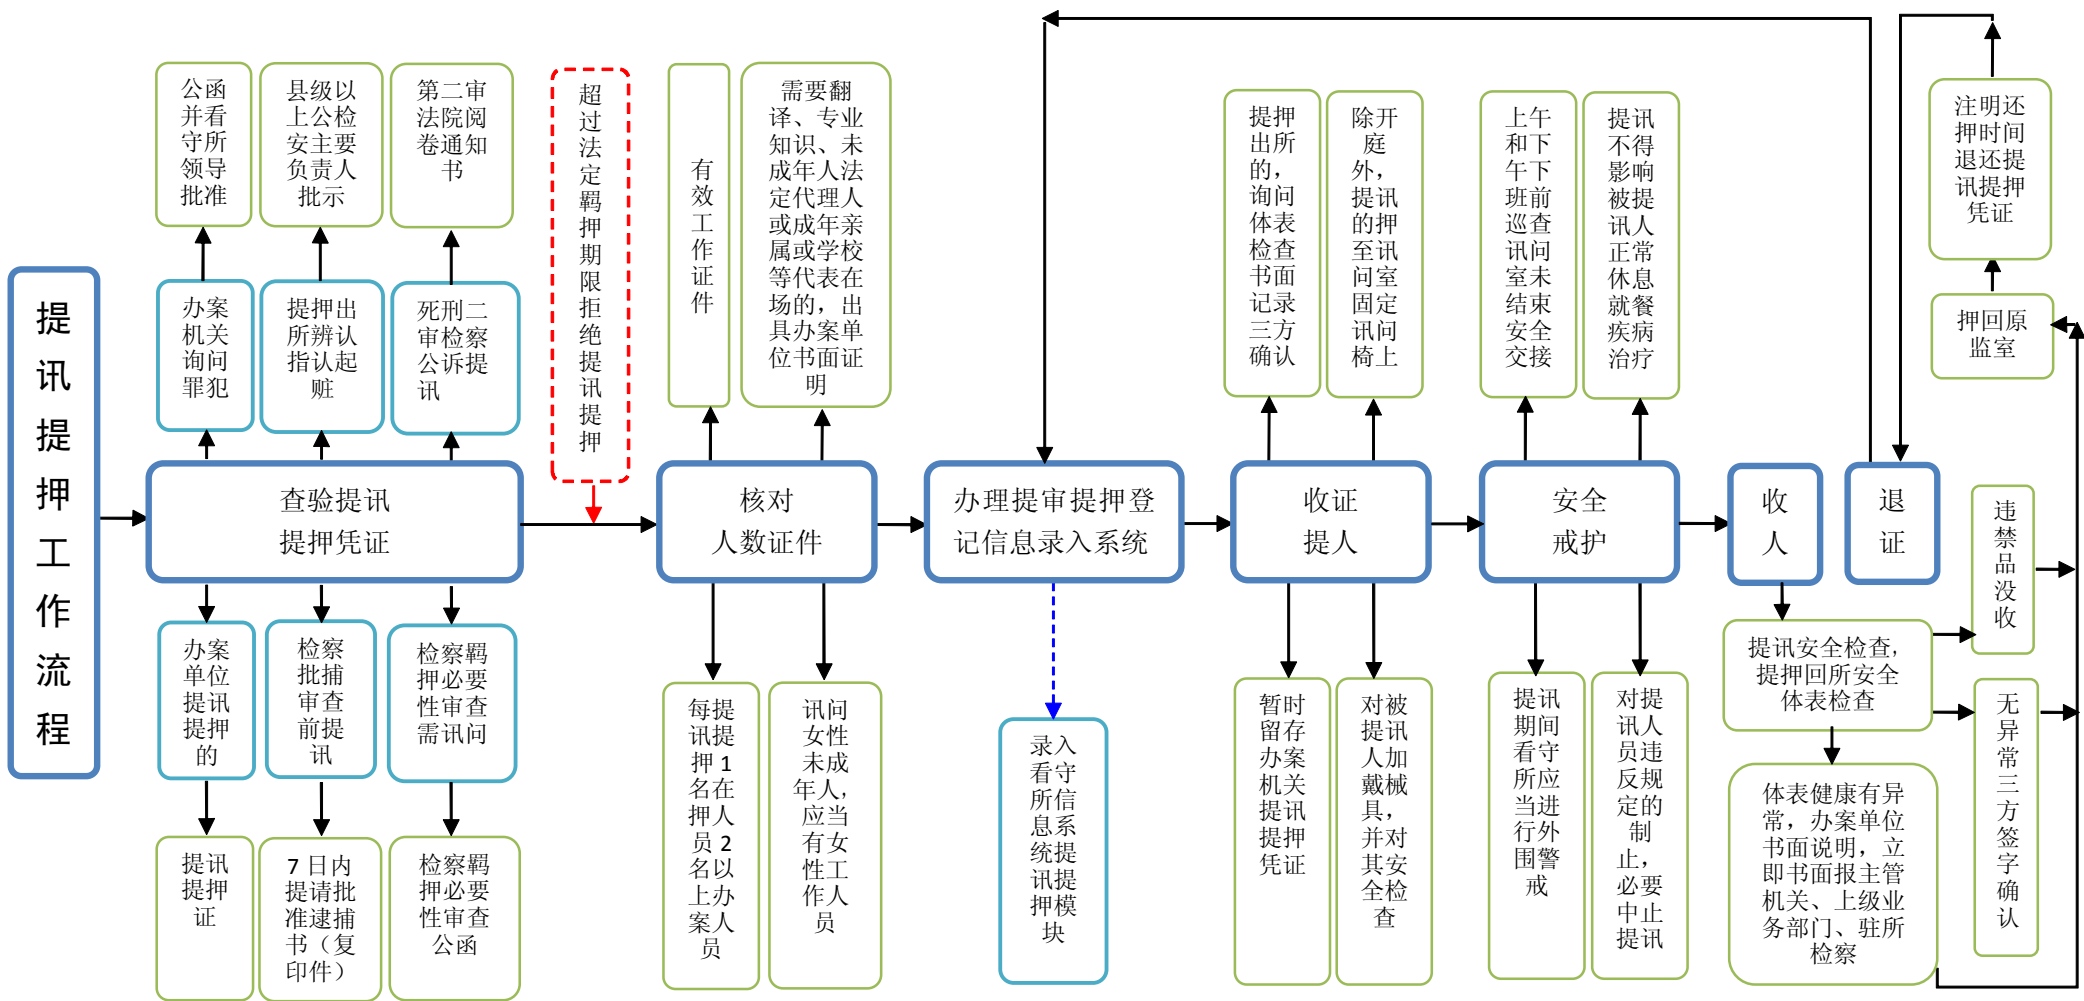 提
讯
提
押
工
作
流
程
公函
并看
守所
领导
批准
县级以
上公检
安主要
负责人
批示
第二审
法院阅
卷通知
书
办案
机关
询问
罪犯
提押出
所辨认
指认起
赃
死刑二
审检察
公诉提
讯
查验提讯
提押凭证
办案
单位
提讯
提押
的
检察
批捕
审查
前提
讯
检察羁
押必要
性审查
需讯问
提讯
提押
证
7 日内
提请批
准逮捕
书（复
印件）
检察羁
押必要
性审查
公函
超
过
法
定
羁
押
期
限
拒
绝
提
讯
提
押
有
效
工
作
证
件
需要翻
译、专业
知识、未
成年人法
定代理人
或成年亲
属或学校
等代表在
场的，出
具办案单
位书面证
明
核对
人数证件
每提
讯提
押 1
名在
押人
员 2
名以
上办
案人
员
讯问
女性
未成
年人，
应当
有女
性工
作人
员
办理提审提押登
记信息录入系统
录入
看守
所信
息系
统提
讯提
押模
块
提押
出所
的，
询问
体表
检查
书面
记录
三方
确认
除开
庭
外，
提讯
的押
至讯
问室
固定
讯问
椅上
收证
提人
暂时
留存
办案
机关
提讯
提押
凭证
对被
提讯
人加
戴械
具，
并对
其安
全检
查
上午
和下
午下
班前
巡查
讯问
室未
结束
安全
交接
提讯
不得
影响
被提
讯人
正常
休息
就餐
疾病
治疗
安全
戒护
提讯
期间
看守
所应
当进
行外
围警
戒
对提
讯人
员违
反规
定的
制
止，
必要
中止
提讯
收
人
提讯安全检查，
提押回所安全
体表检查
体表健康有异
常，办案单位
书面说明，立
即书面报主管
机关、上级业
务部门、驻所
检察
违
禁
品
没
收
无
异
常
三
方
签
字
确
认
押回原
监室
注明还
押时间
退还提
讯提押
凭证
退
证